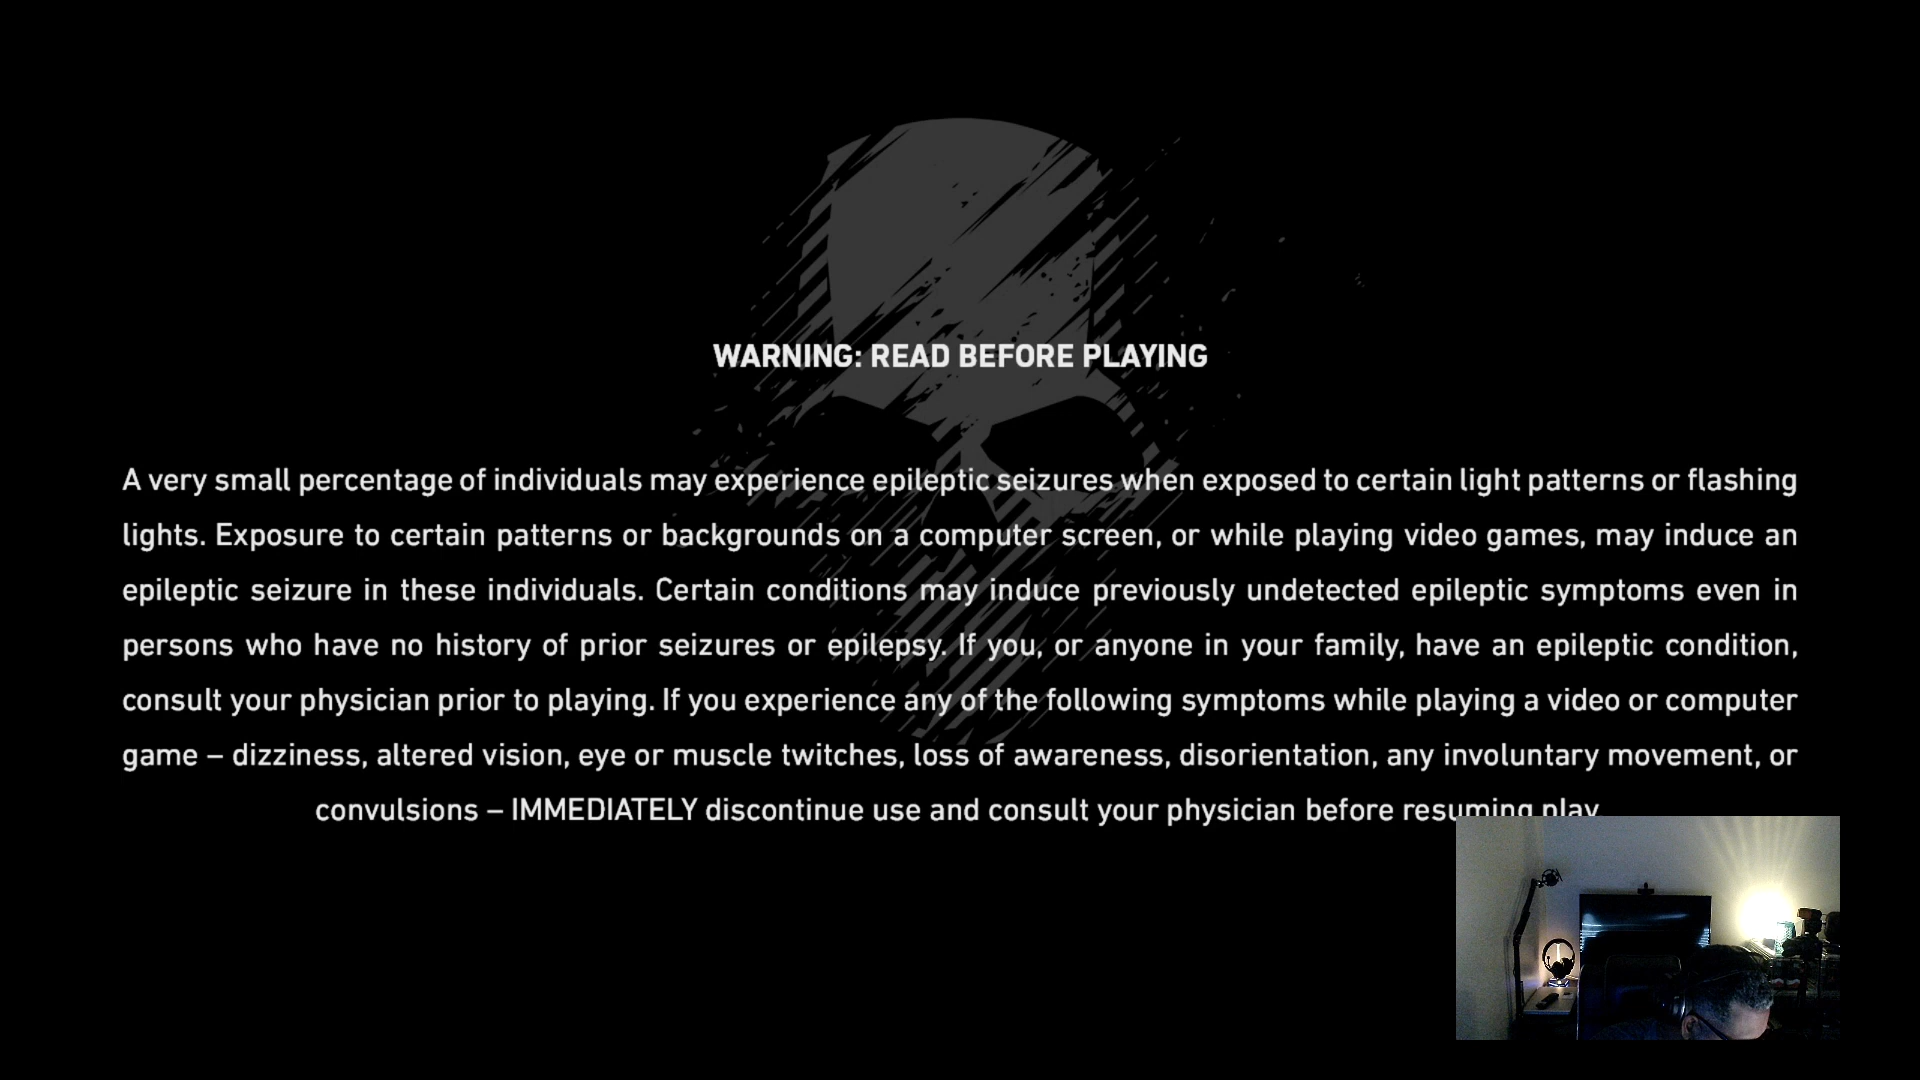 WARNING: READ BEFORE PLAYING
A very small percentage of individuals may experience epileptic seizures when exposed to certain light patterns or flashing
lights. Exposure to certain patterns or backgrounds on a computer screen, or while playing video games, may induce an
epileptic seizure in these individuals. Certain conditions may induce previously undetected epileptic symptoms even in
persons who have no history of prior seizures or epilepsy. If you, or anyone in your family, have an epileptic condition,
consult your physician prior to playing. If you experience any of the following symptoms while playing a video or computer
game – dizziness, altered vision, eye or muscle twitches, loss of awareness, disorientation, any involuntary movement, or
convulsions – IMMEDIATELY discontinue use and consult your physician before resuming play.